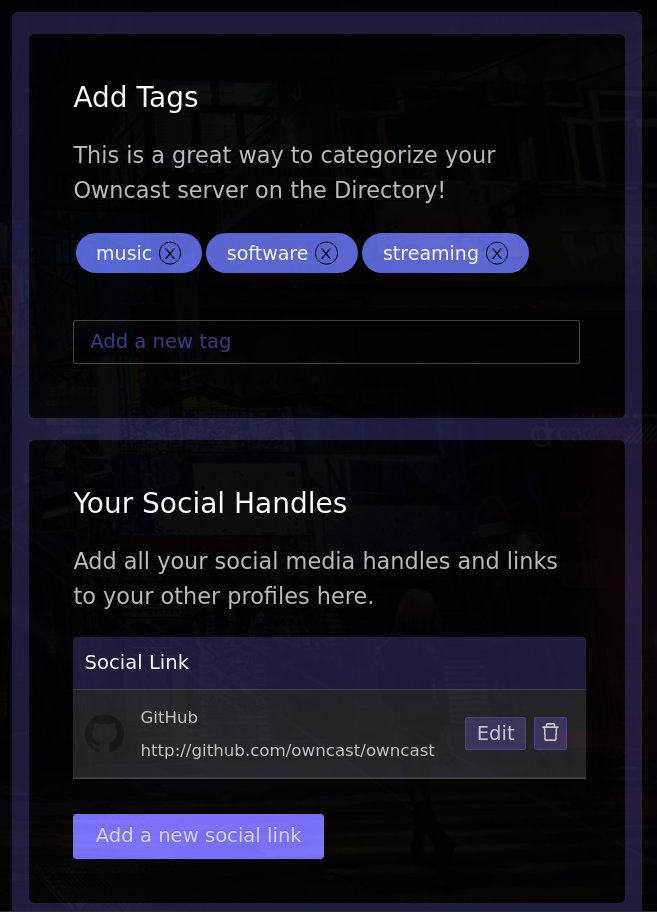 Add Tags
This is a great way to categorize your
Owncast server on the Directory!
music software streaming
Add a new tag
Your Social Handles
Add all your social media handles and links
to your other profiles here.
Social Link
GitHub
http://github.com/owncast/owncast
Edit
Add a new social link